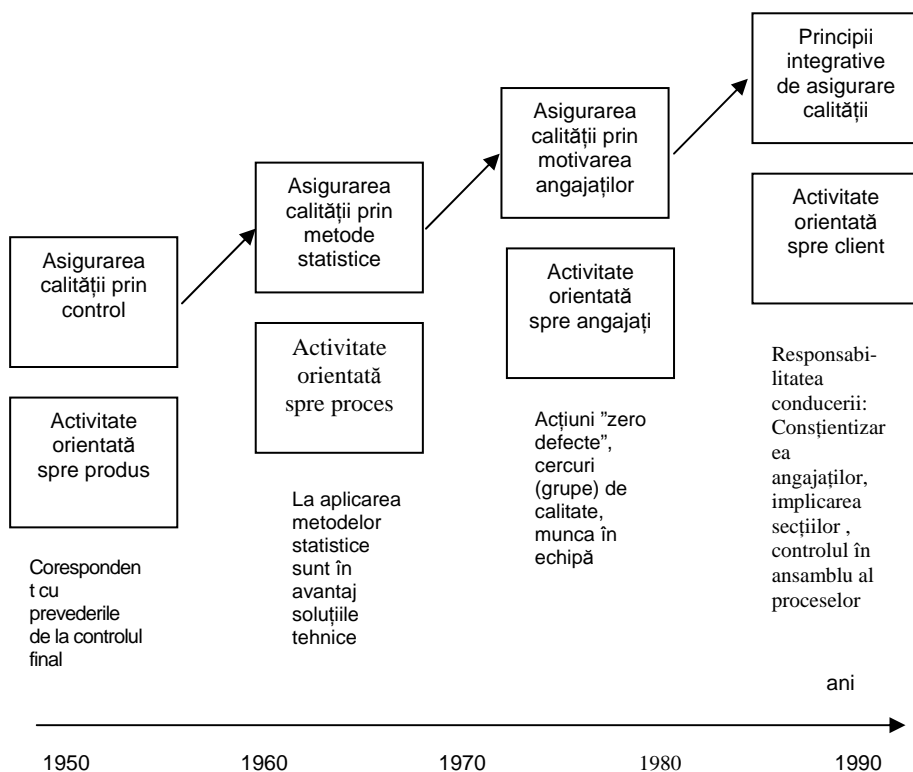 Asigurarea
calității prin
control
Activitate
orientată
spre produs
Coresponden
t cu
prevederile
de la controlul
final
Asigurarea
calității prin
metode
statistice
Activitate
orientată
spre proces
La aplicarea
metodelor
statistice
sunt în
avantaj
soluțiile
tehnice
Asigurarea
calității prin
motivarea
angajaților
Activitate
orientată
spre angajați
Acțiuni ”zero
defecte”,
cercuri
(grupe) de
calitate,
munca în
echipă
Principii
integrative
de asigurare
calității
Activitate
orientată
spre client
Responsabi-
litatea
conducerii:
Consțientizar
ea
angajaților,
implicarea
secțiilor ,
controlul în
ansamblu al
proceselor
ani
1950 1960 1970 1980 1990